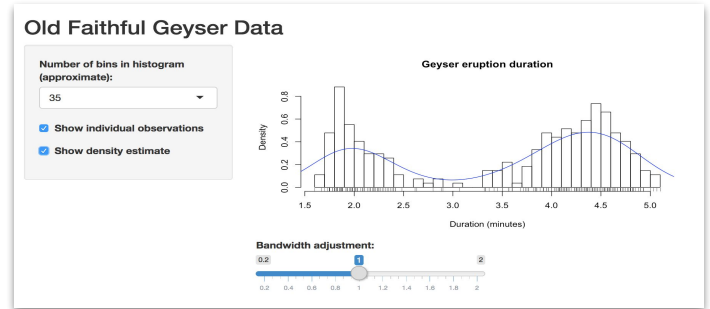 Old Faithful Geyser Data
Number of bins in histogram
(approximate):
35
Show individual observations
Show density estimate
Geyser eruption duration
Density
0.0 0.2 0.4 0.6 0.8
1.5 2.0 2.5 3.0 3.5 4.0 4.5 5.0
Duration (minutes)
Bandwidth adjustment:
0.2 1 2
0.2 0.4 0.6 0.8 1 1.2 1.4 1.6 1.8 2